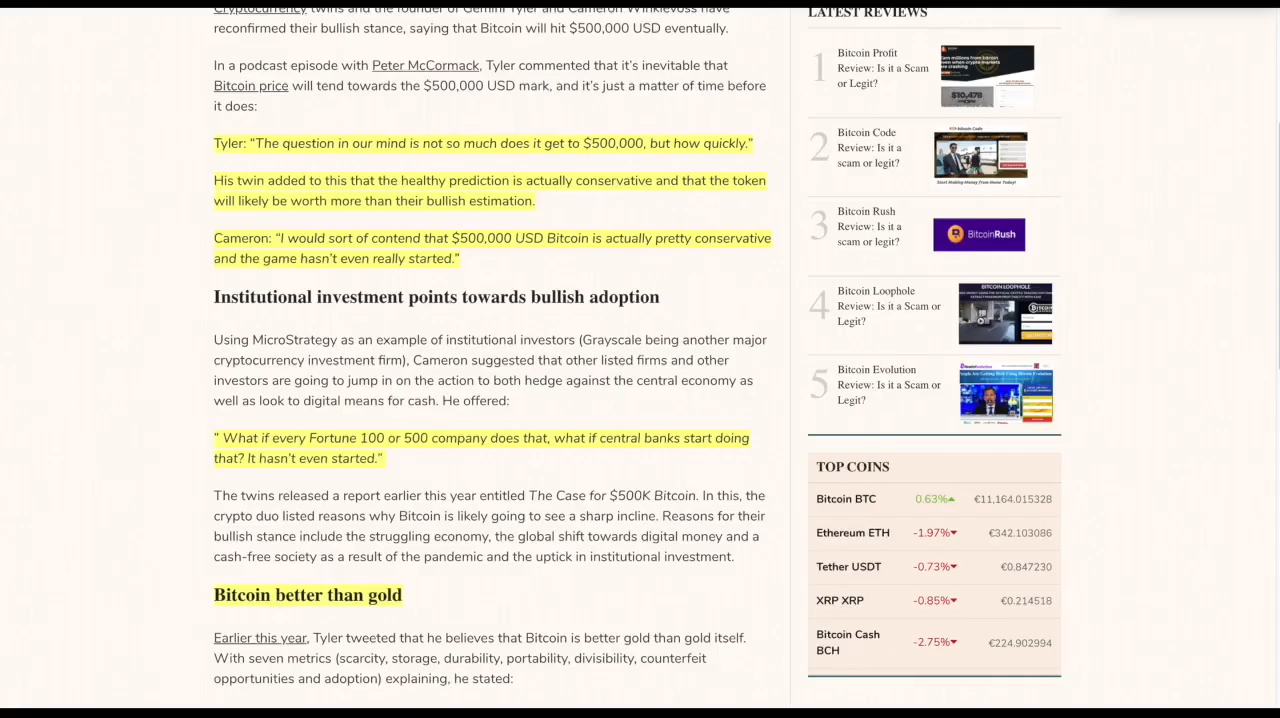 Cryptocurrency twins and the founder of Gemini Tyler and Cameron Winklevoss have
reconfirmed their bullish stance, saying that Bitcoin will hit $500,000 USD eventually.
In a podcast episode with Peter McCormack, Tyler commented that it's inevitable that
Bitcoin price will tend towards the $500,000 USD mark, and it's just a matter of time before
it does:
Tyler: "The question in our mind is not so much does it get to $500,000, but how quickly."
His brother that the healthy prediction is actually conservative and that the token
will likely be worth more than their bullish estimation.
Cameron: "I would sort of contend that $500,000 USD Bitcoin is actually pretty conservative
and the game hasn't even really started."
Institutional investment points towards bullish adoption
Using MicroStrategy as an example of institutional investors (Grayscale being another major
cryptocurrency investment firm), Cameron suggested that other listed firms and other
investors are going to jump in on the action to both hedge against the central economy as
well as look to other means for cash. He offered:
" What if every Fortune 100 or 500 company does that, what if central banks start doing
that? It hasn't even started."
The twins released a report earlier this year entitled The Case for $500K Bitcoin. In this, the
crypto duo listed reasons why Bitcoin is likely going to see a sharp incline. Reasons for their
bullish stance include the struggling economy, the global shift towards digital money and a
cash-free society as a result of the pandemic and the uptick in institutional investment.
Bitcoin better than gold
Earlier this year, Tyler tweeted that he believes that Bitcoin is better gold than gold itself.
With seven metrics (scarcity, storage, durability, portability, divisibility, counterfeit
opportunities and adoption) explaining, he stated:
LATEST REVIEWS
1
Bitcoin Profit
Review: Is it a Scam
or Legit?
$10,478
2
Bitcoin Code
Review: Is it a
scam or legit?
Bitcoin Code
Start Making Money from Home Today!
3
Bitcoin Rush
Review: Is it a
scam or legit?
BitcoinRush
4
Bitcoin Loophole
Review: Is it a Scam or
Legit?
BITCOIN LOOPHOLE
5
Bitcoin Evolution
Review: Is it a Scam or
Legit?
TOP COINS
Bitcoin BTC 0.63% €11,164.015328
Ethereum ETH -1.97% €342.103086
Tether USDT -0.73% €0.847230
XRP XRP -0.85% €0.214518
Bitcoin Cash
BCH -2.75% €224.902994